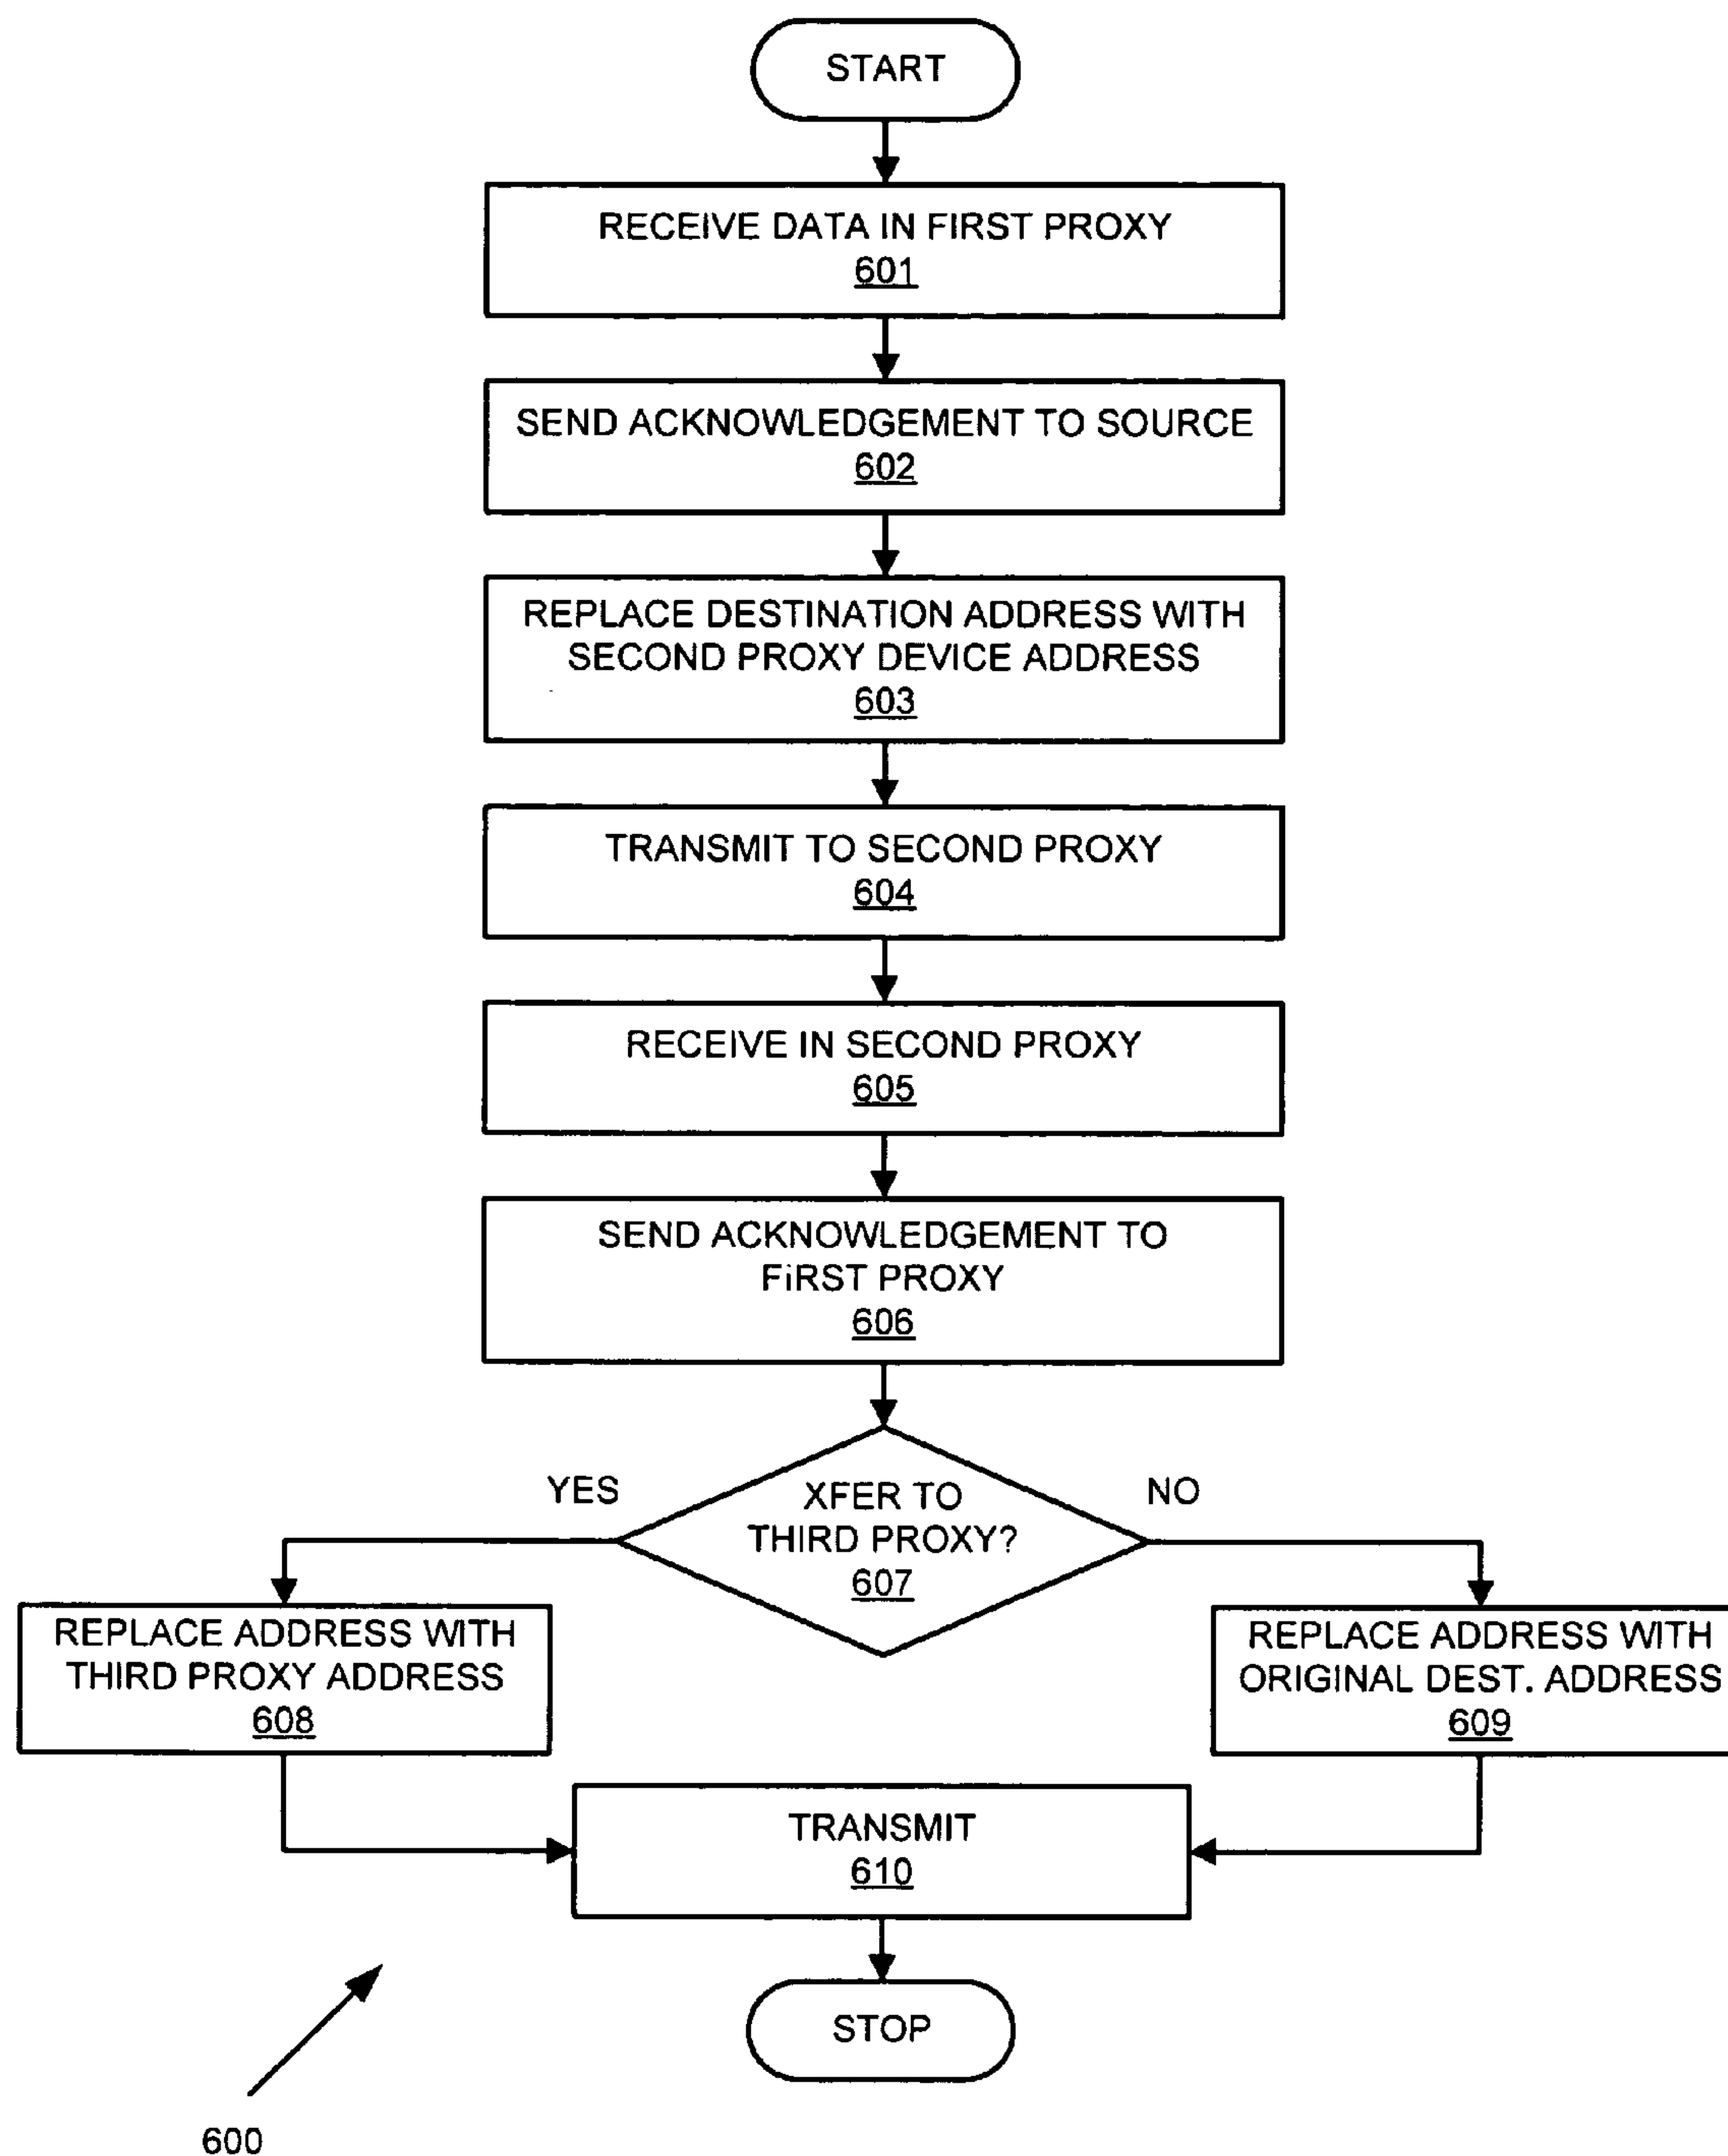 START
RECEIVE DATA IN FIRST PROXY
601
SEND ACKNOWLEDGEMENT TO SOURCE
602
REPLACE DESTINATION ADDRESS WITH
SECOND PROXY DEVICE ADDRESS
603
TRANSMIT TO SECOND PROXY
604
RECEIVE IN SECOND PROXY
605
SEND ACKNOWLEDGEMENT TO
FiRST PROXY
606
YES
XFER TO
THIRD PROXY?
607
NO
REPLACE ADDRESS WITH
THIRD PROXY ADDRESS
608
REPLACE ADDRESS WITH
ORIGINAL DEST. ADDRESS
609
TRANSMIT
610
STOP
600